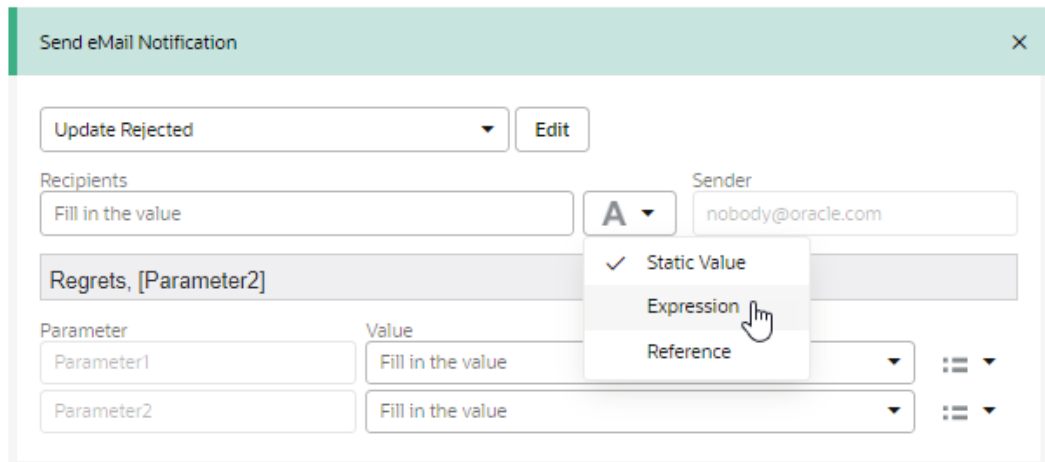 Send eMail Notification
Update Rejected Edit
Recipients Sender
Fill in the value A nobody@oracle.com
Static Value
Regrets, [Parameter2]
Expression
Parameter Value
Reference
Parameter1 Fill in the value
Parameter2 Fill in the value